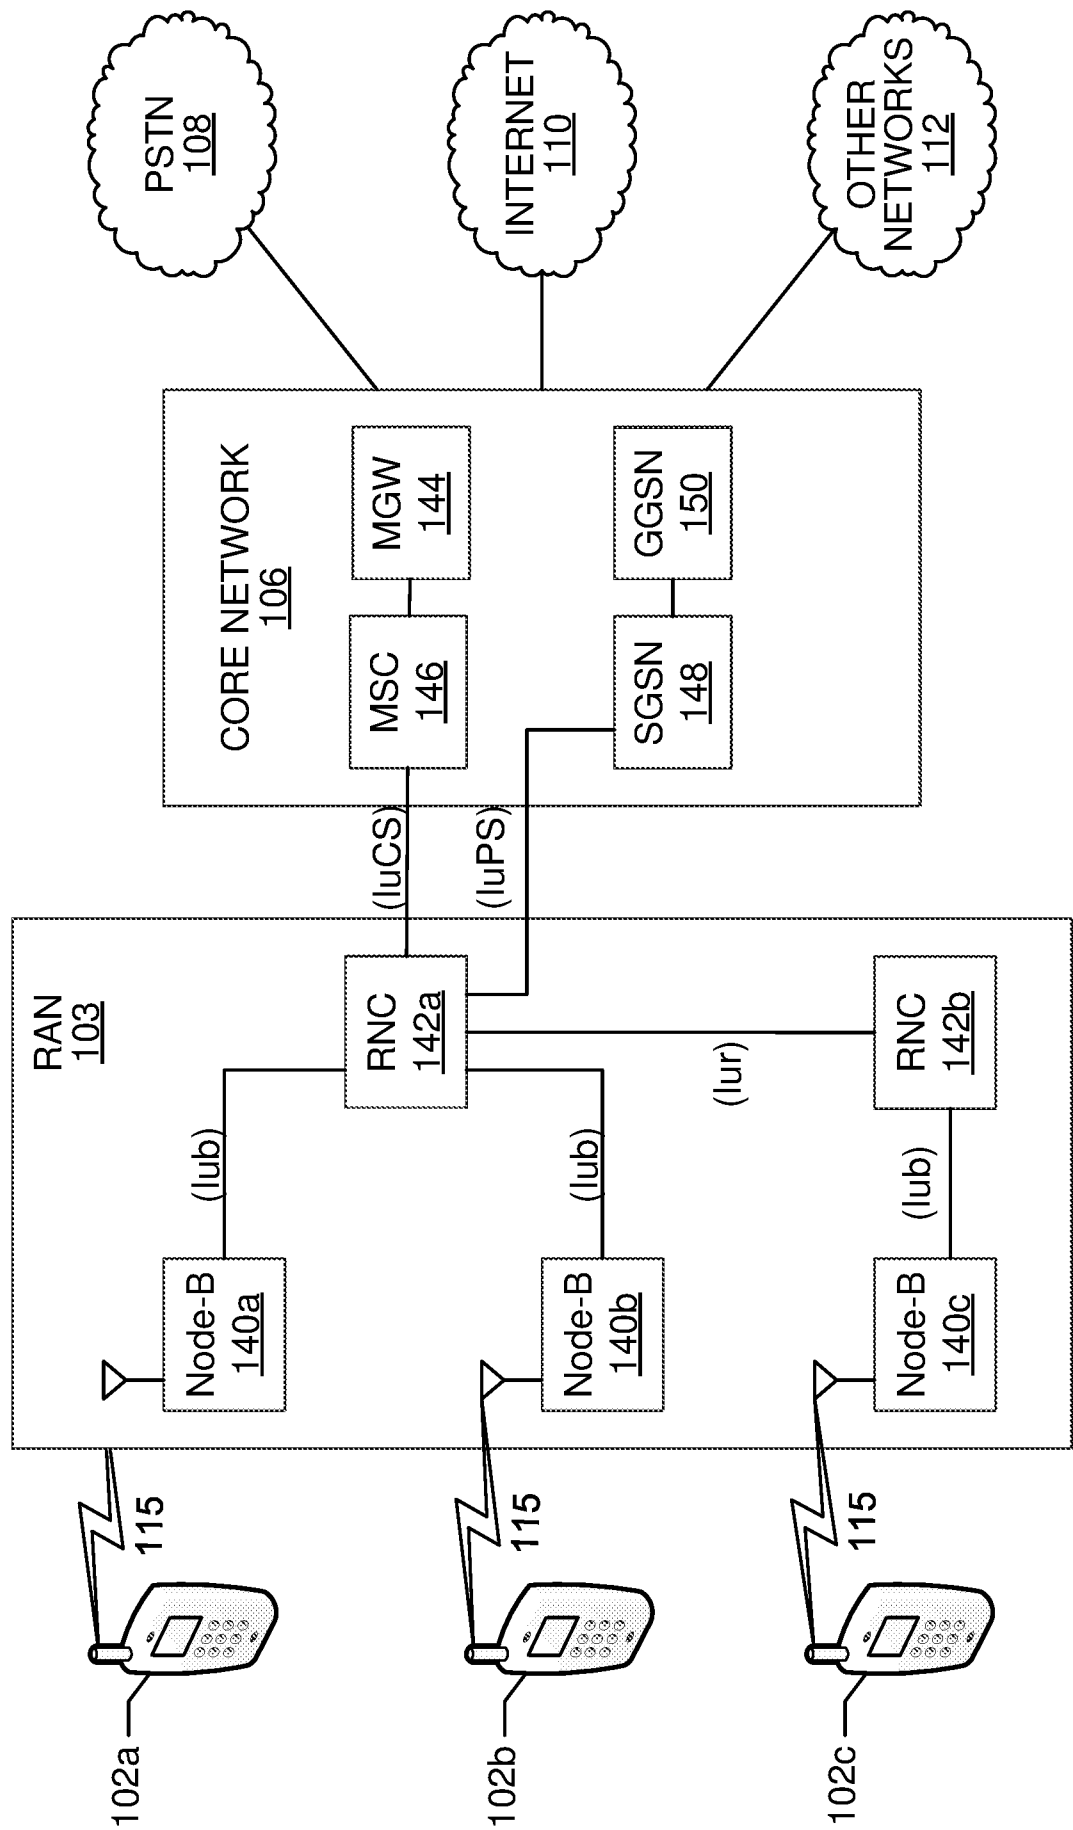 102a
115
102b
115
102c
115
RAN
103
Node-B
140a
Node-B
140b
Node-B
140c
(Iub)
(Iub)
(Iub)
RNC
142a
(Iur)
RNC
142b
(IuCS)
(IuPS)
CORE NETWORK
106
MSC
146
MGW
144
SGSN
148
GGSN
150
PSTN
108
INTERNET
110
OTHER
NETWORKS
112